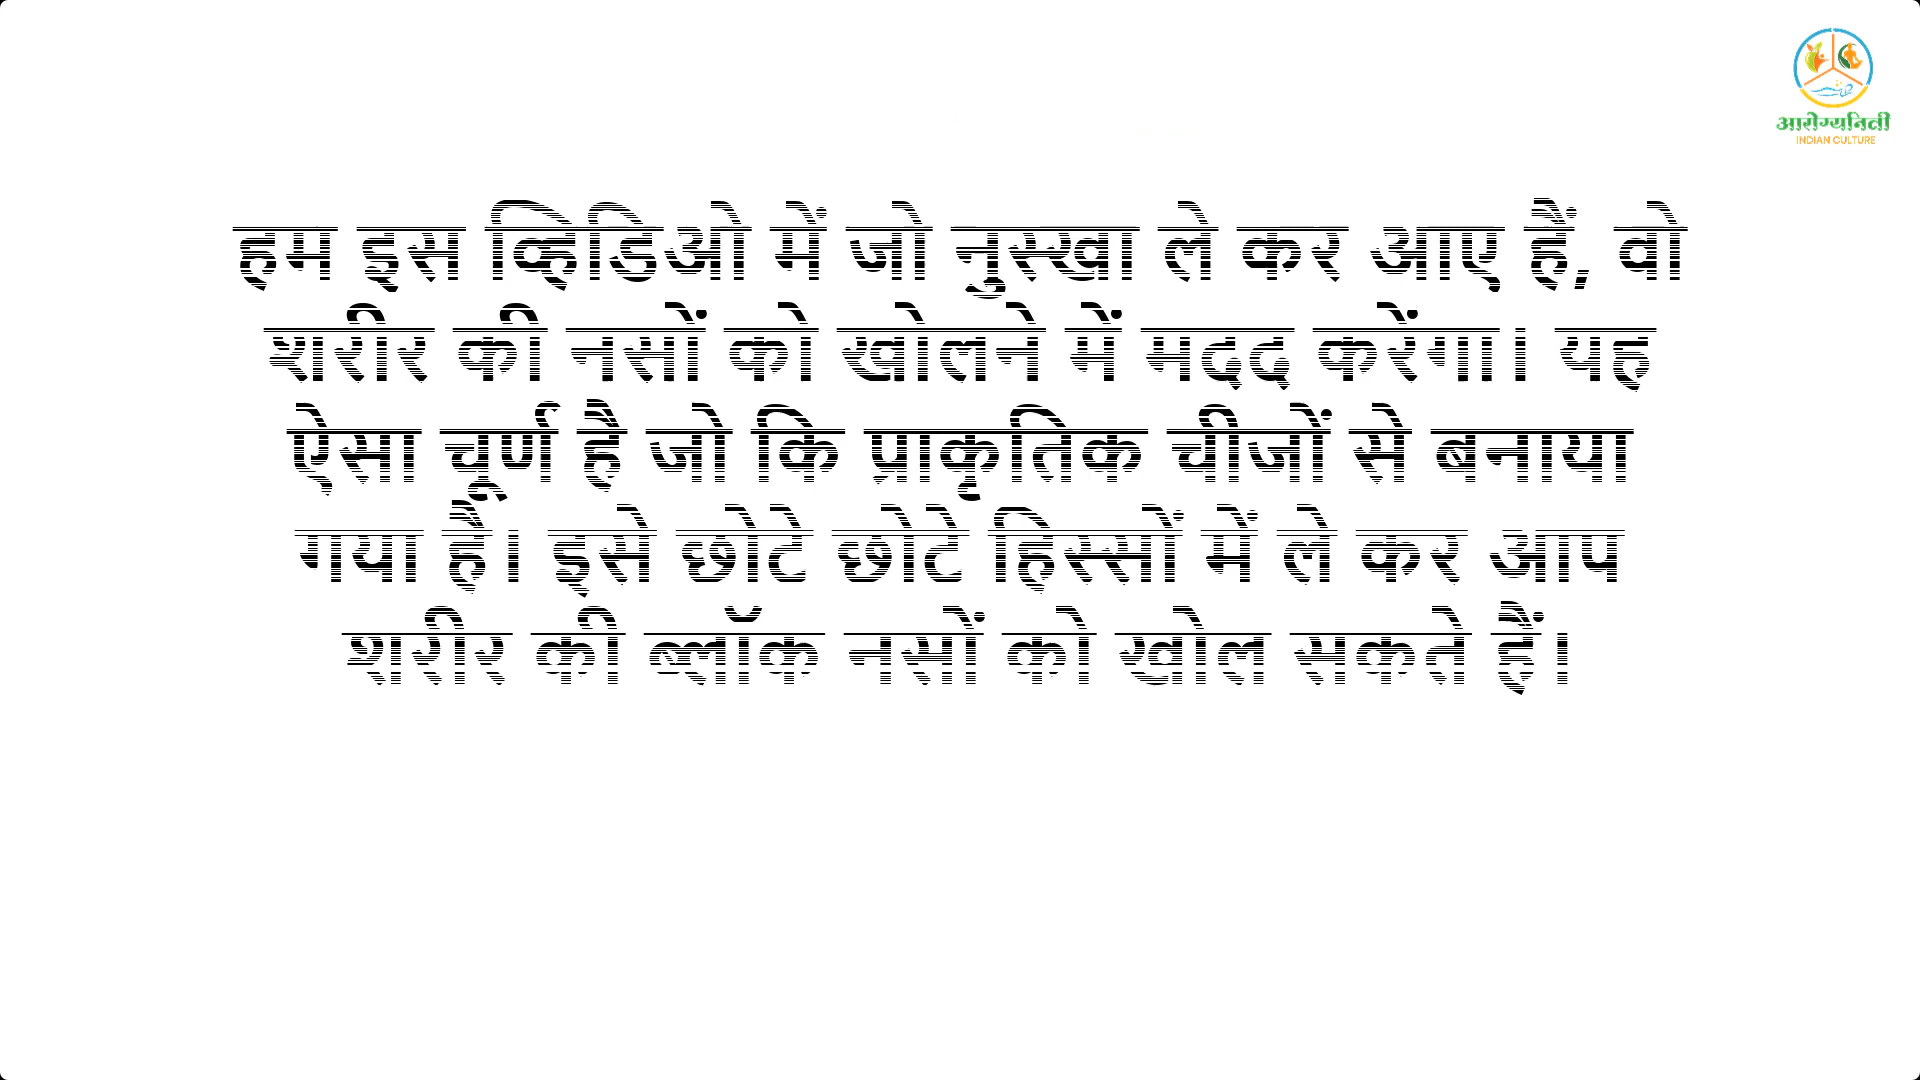 आरोग्यनिती
INDIAN CULTURE
हम इस व्हिडिओ में जो नुस्खा ले कर आए हैं, वो
शरीर की नसों को खोलने में मदद करेंगा। यह
ऐसा चूर्ण है जो कि प्राकृतिक चीजों से बनाया
गया है। इसे छोटे छोटे हिस्सों में ले कर आप
शरीर की ब्लॉक नसों को खोल सकते हैं।